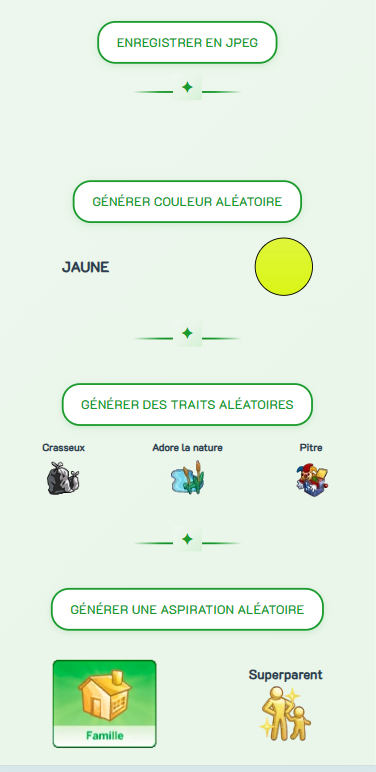 ENREGISTRER EN JPEG
GÉNÉRER COULEUR ALÉATOIRE
JAUNE
GÉNÉRER DES TRAITS ALÉATOIRES
Crasseux
Adore la nature
Pitre
GÉNÉRER UNE ASPIRATION ALÉATOIRE
Superparent
Famille